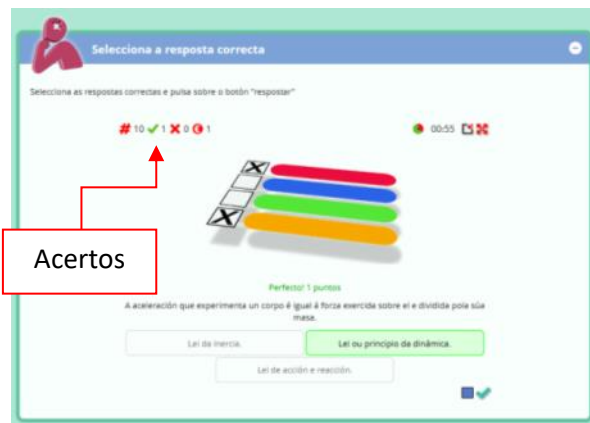 Selecciona a resposta correcta
Selecciona as respostas correctas e pulsa sobre o botón "respostar"
# 10 ✓ 1 ✗ 0 1
00:55
Acertos
Perfecto! 1 puntos
A aceleración que experimenta un corpo é igual á forza exercida sobre el e dividida pola súa
masa.
Lei da inercia.
Lei ou principio da dinámica.
Lei de acción e reacción.